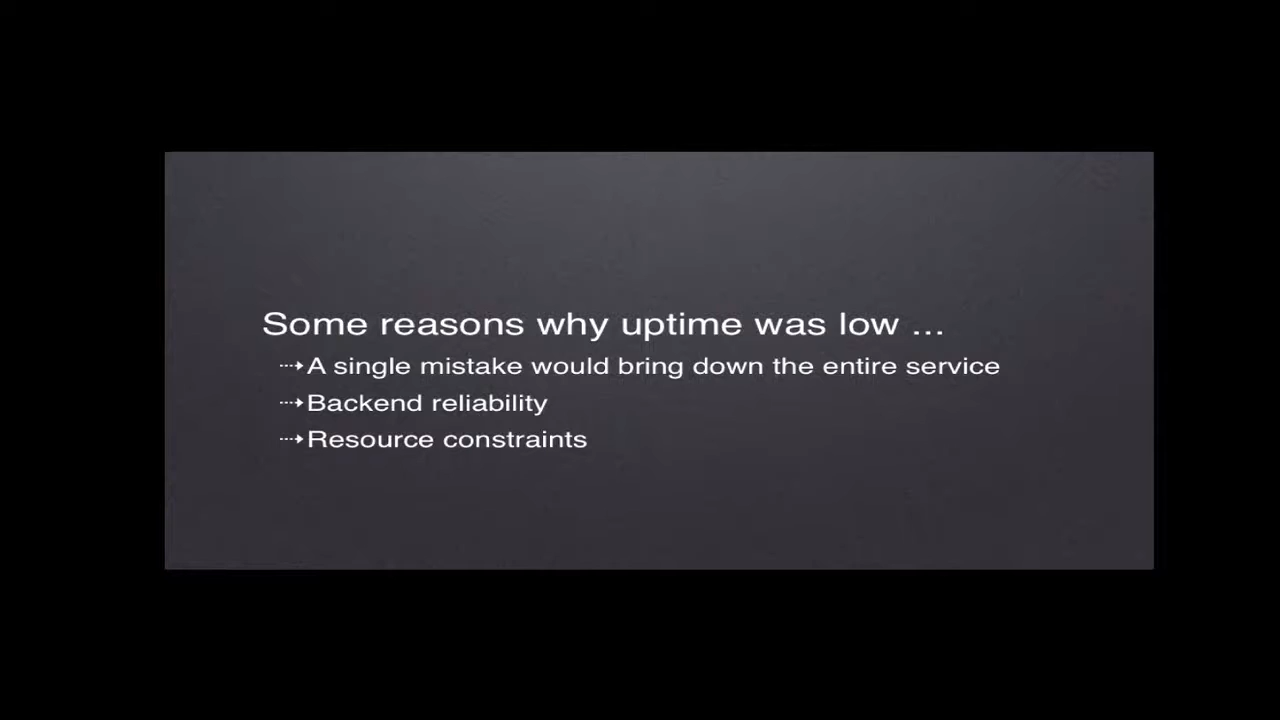 Some reasons why uptime was low ...
⇢A single mistake would bring down the entire service
⇢Backend reliability
⇢Resource constraints